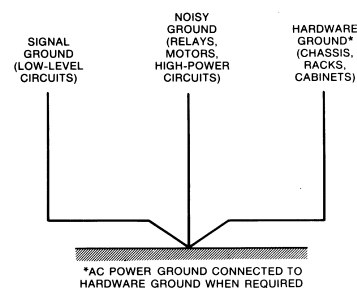 SIGNAL
GROUND
(LOW-LEVEL
CIRCUITS)
NOISY
GROUND
(RELAYS,
MOTORS,
HIGH-POWER
CIRCUITS)
HARDWARE
GROUND*
(CHASSIS,
RACKS,
CABINETS)
*AC POWER GROUND CONNECTED TO
HARDWARE GROUND WHEN REQUIRED